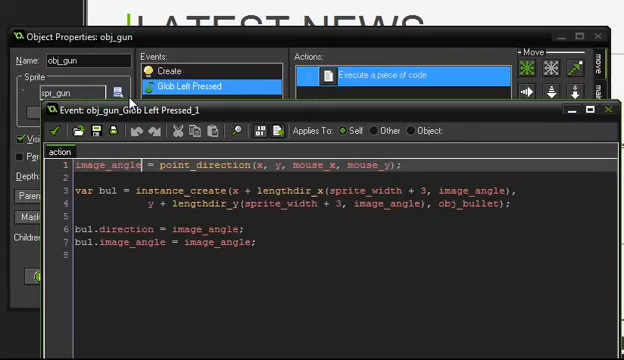 LATEST NEWS
Object Properties: obj_gun
Name: obj_gun
Events:
Actions:
Move
Create
Glob Left Pressed
Execute a piece of code
move
Sprite
spr_gun
Event: obj_gun_Glob Left Pressed_1
Applies To: Self Other Object
action
1 image_angle = point_direction(x, y, mouse_x, mouse_y);
2
3 var bul = instance_create(x + lengthdir_x(sprite_width + 3, image_angle),
4 y + lengthdir_y(sprite_width + 3, image_angle), obj_bullet);
5
6 bul.direction = image_angle;
7 bul.image_angle = image_angle;
8
Depth:
Mask